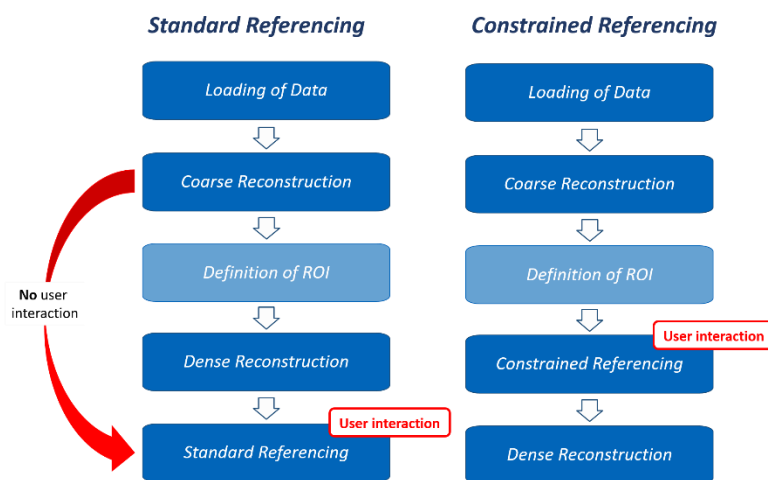 Standard Referencing
Loading of Data
Coarse Reconstruction
Definition of ROI
No user
interaction
Dense Reconstruction
User interaction
Standard Referencing
Constrained Referencing
Loading of Data
Coarse Reconstruction
Definition of ROI
User interaction
Constrained Referencing
Dense Reconstruction